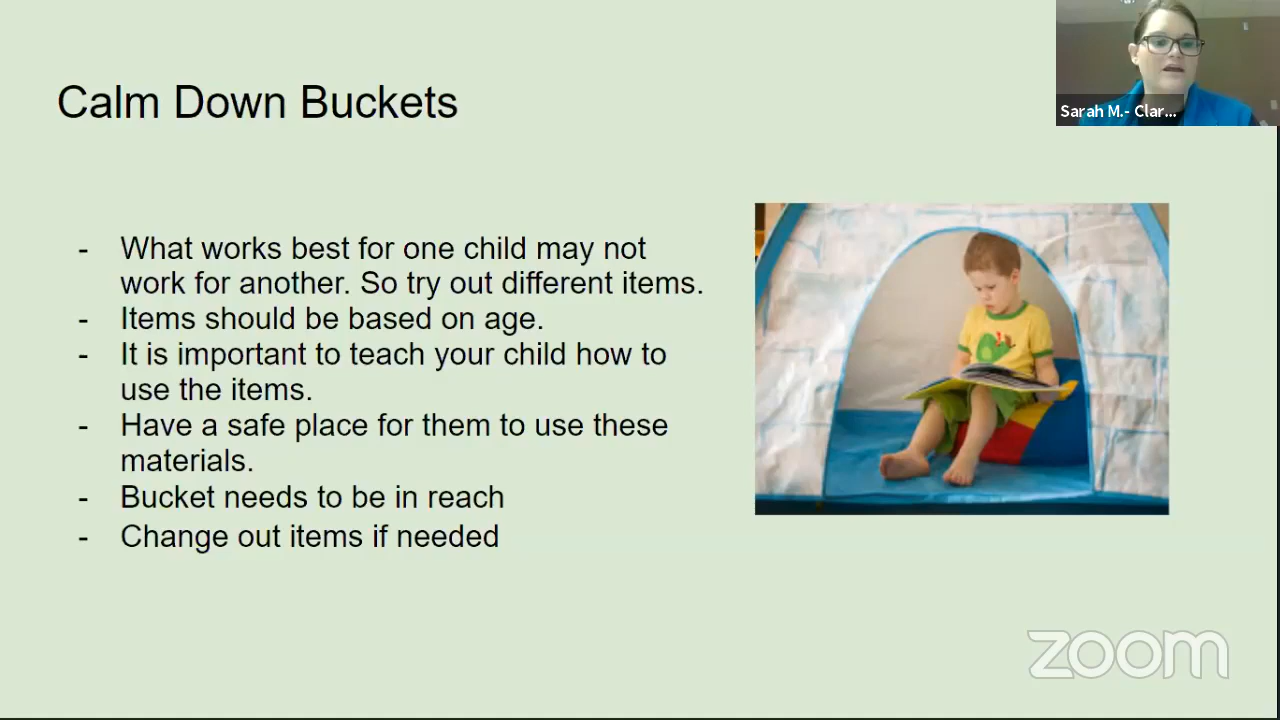 Calm Down Buckets
Sarah M.- Clar...
- What works best for one child may not
work for another. So try out different items.
- Items should be based on age.
- It is important to teach your child how to
use the items.
- Have a safe place for them to use these
materials.
- Bucket needs to be in reach
- Change out items if needed
zoom